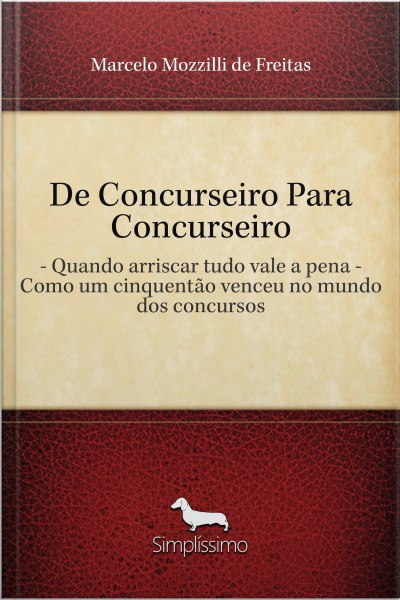 Marcelo Mozzilli de Freitas
De Concurseiro Para
Concurseiro
- Quando arriscar tudo vale a pena -
Como um cinquentão venceu no mundo
dos concursos
Simplíssimo